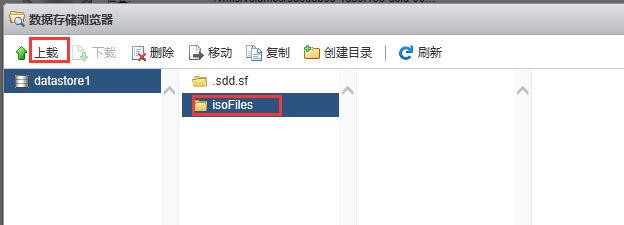 数据存储浏览器
上载 下载 删除 移动 复制 创建目录 刷新
datastore1 .sdd.sf
isoFiles